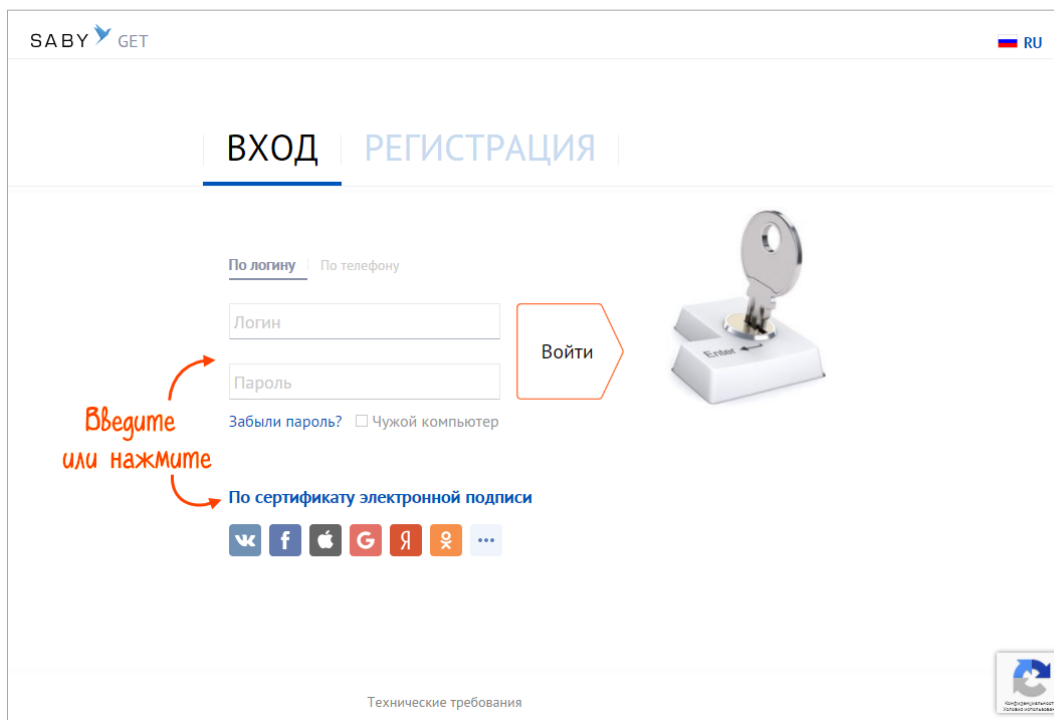 SABY GET
RU
ВХОД РЕГИСТРАЦИЯ
По логину По телефону
Логин
Войти
Enter
Пароль
Введите
или нажмите
Забыли пароль? Чужой компьютер
По сертификату электронной подписи
Технические требования